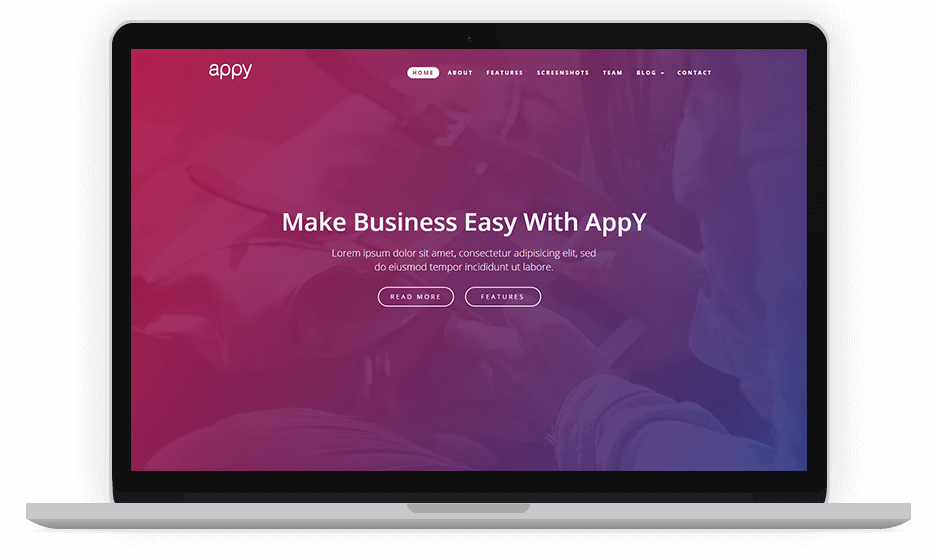 appy
HOME ABOUT FEATURES SCREENSHOTS TEAM BLOG CONTACT
Make Business Easy With AppY
Lorem ipsum dolor sit amet, consectetur adipisicing elit, sed
do eiusmod tempor incididunt ut labore.
READ MORE FEATURES